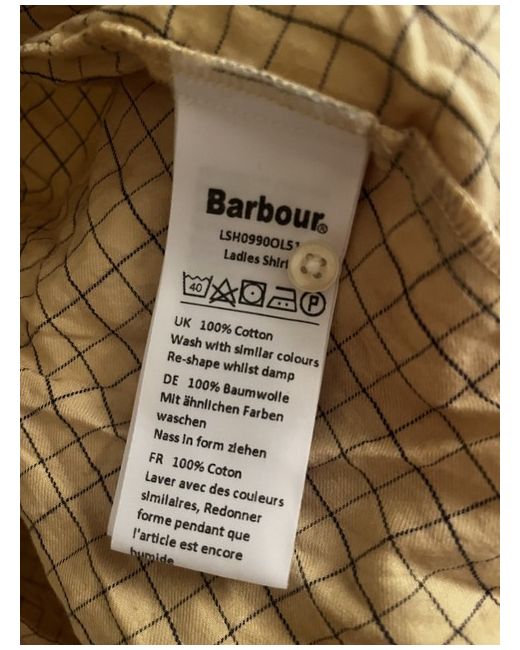 Barbour®
LSH0990OL51
Ladies Shirt
40 P
UK 100% Cotton
Wash with similar colours
Re-shape whilst damp
DE 100% Baumwolle
Mit ähnlichen Farben
waschen
Nass in form ziehen
FR 100% Coton
Laver avec des couleurs
similaires, Redonner
forme pendant que
l'article est encore
humide